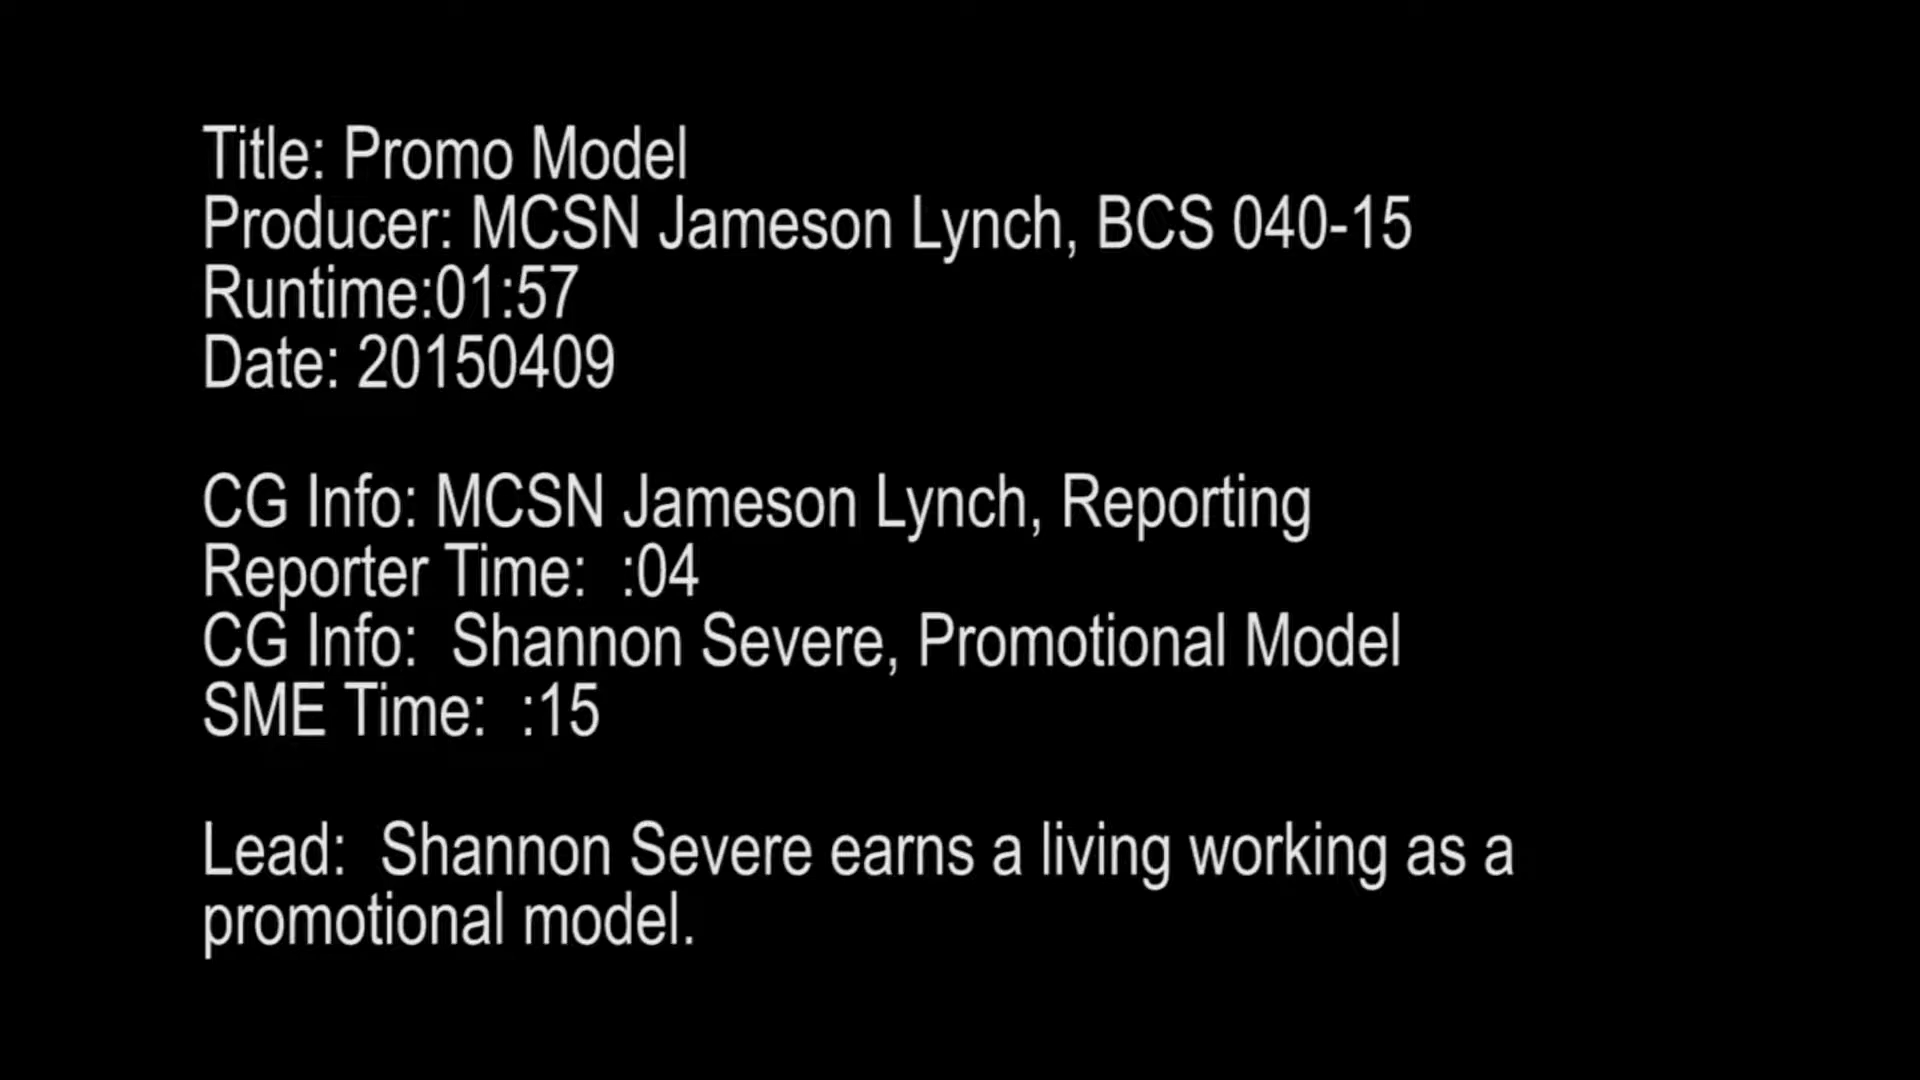 Title: Promo Model
Producer: MCSN Jameson Lynch, BCS 040-15
Runtime:01:57
Date: 20150409
CG Info: MCSN Jameson Lynch, Reporting
Reporter Time:  :04
CG Info:  Shannon Severe, Promotional Model
SME Time:  :15
Lead:  Shannon Severe earns a living working as a
promotional model.